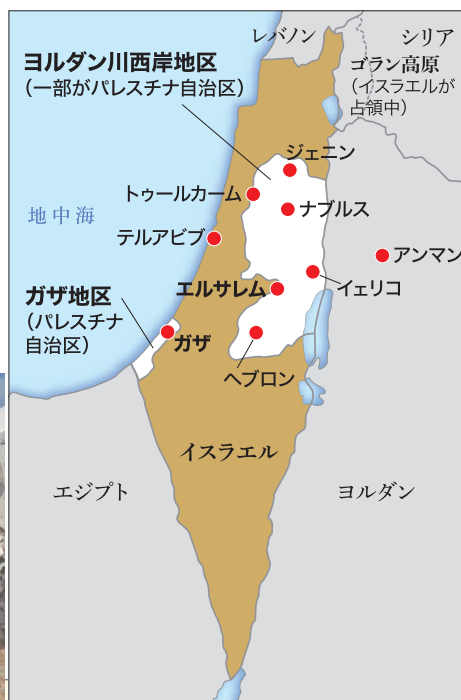 レバノン
シリア
ヨルダン川西岸地区
(一部がパレスチナ自治区)
ゴラン高原
(イスラエルが
占領中)
ジェニン
トゥールカーム
ナブルス
地中海
テルアビブ
アンマン
イェリコ
エルサレム
ガザ地区
(パレスチナ
自治区)
ガザ
ヘブロン
イスラエル
エジプト
ヨルダン